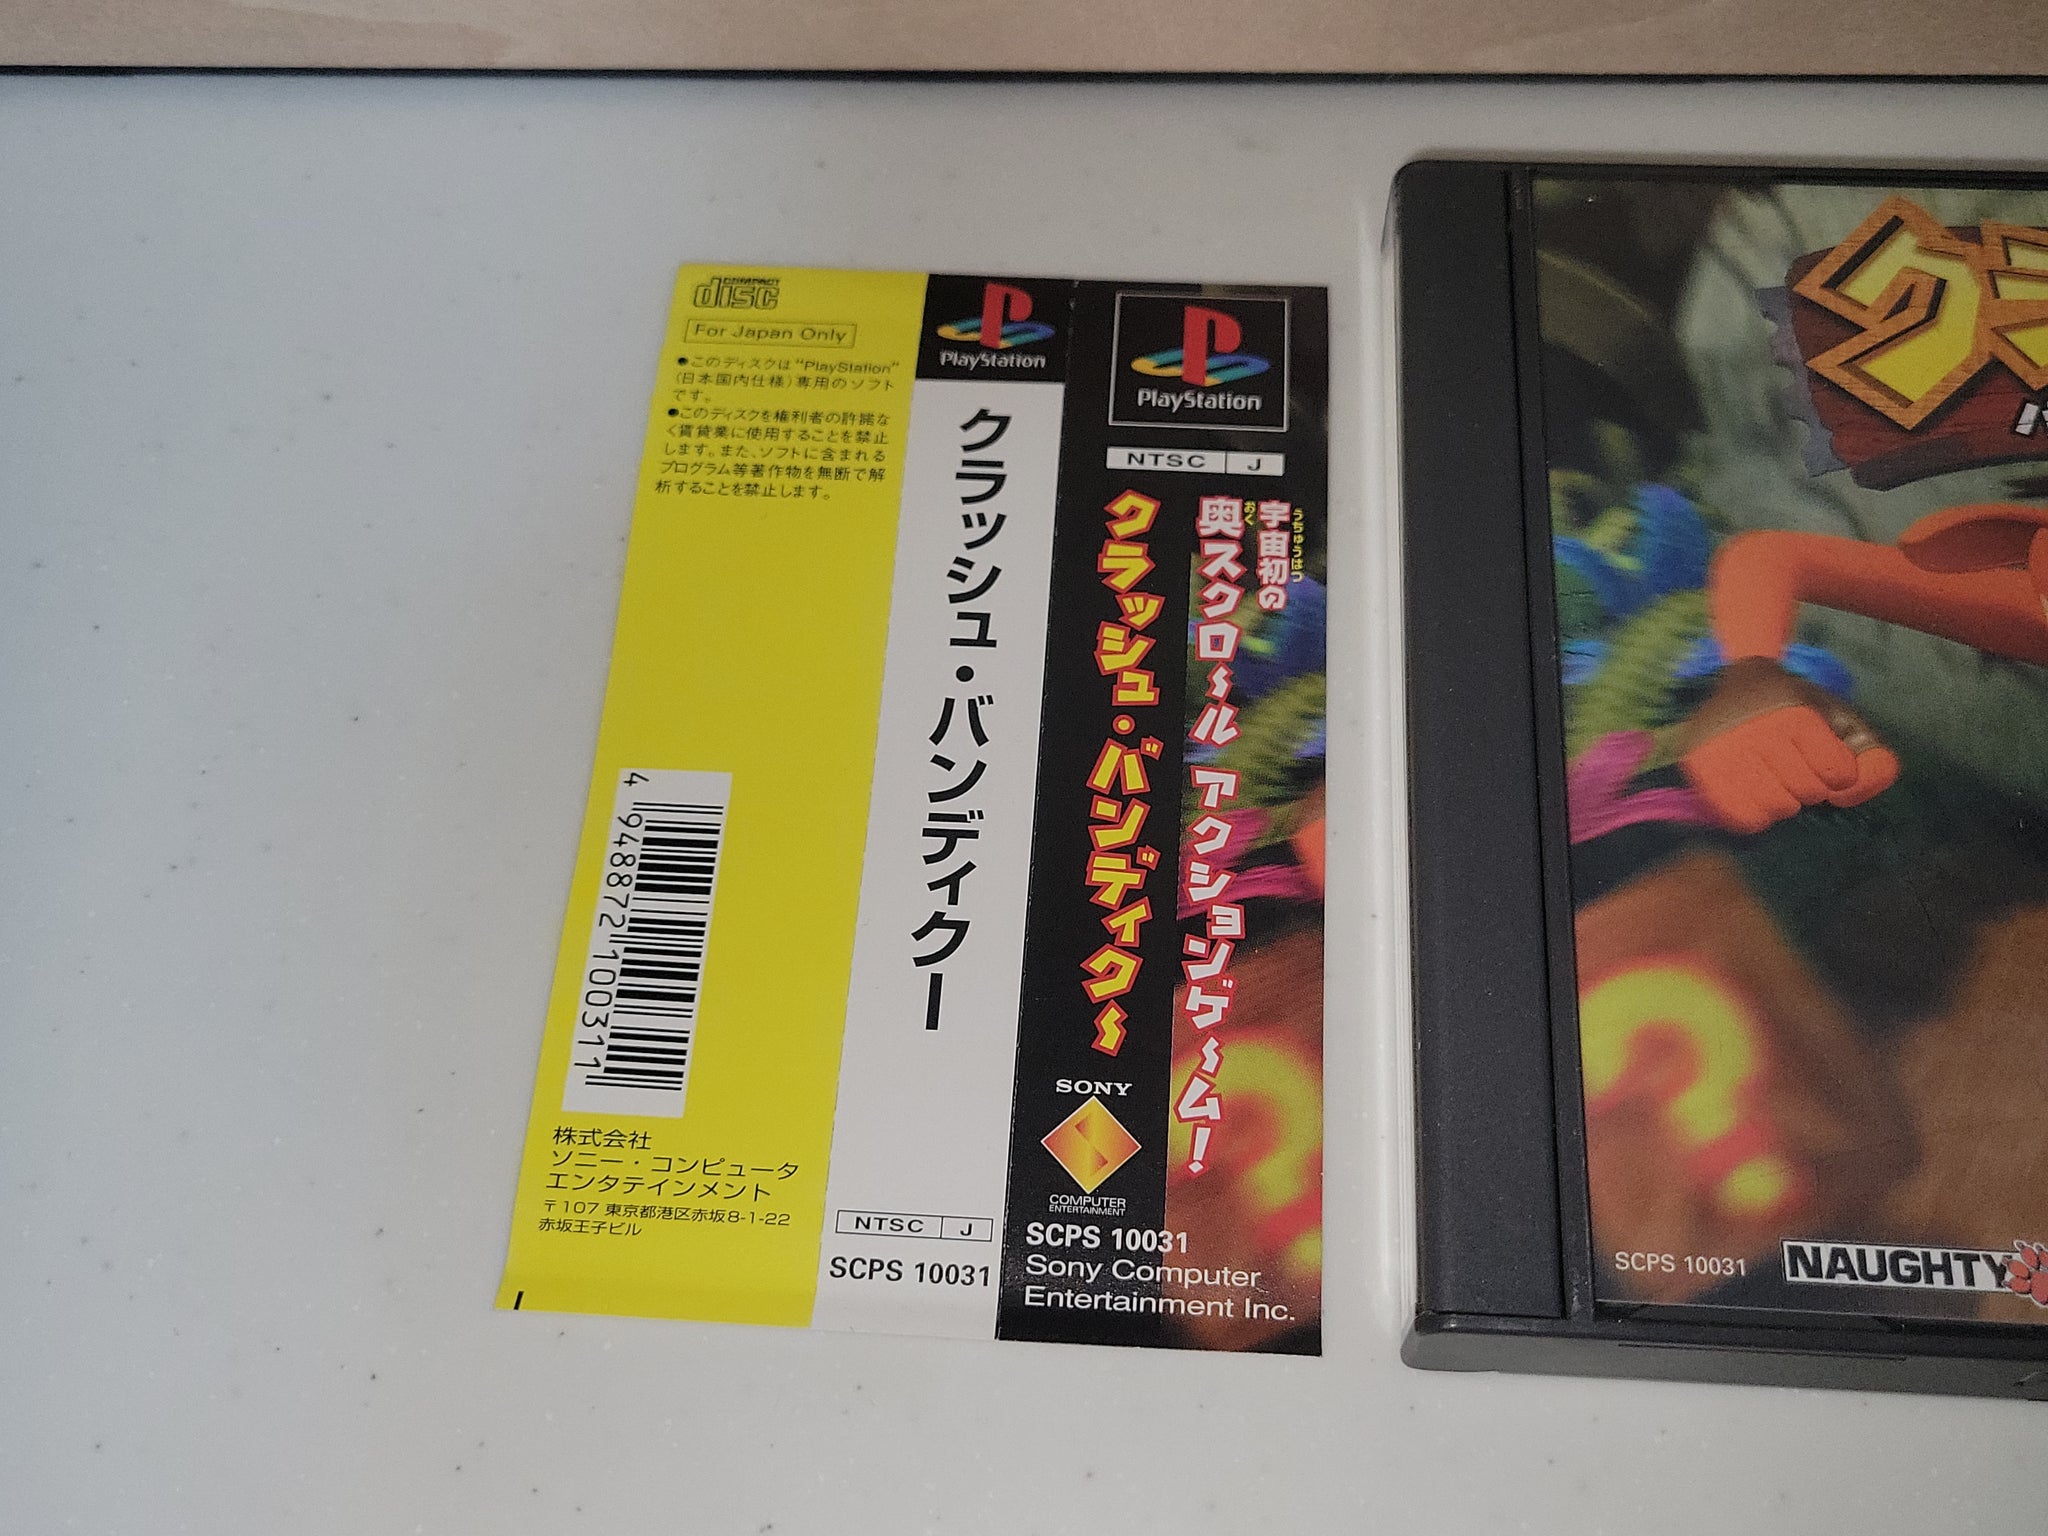 COMPACT
disc
For Japan Only
●このディスクは“PlayStation”
(日本国内仕様)専用のソフト
です。
●このディスクを権利者の許諾な
く賃貸業に使用することを禁止
します。また、ソフトに含まれる
プログラム等著作物を無断で解
析することを禁止します。
4 948872 100311
株式会社
ソニー・コンピュータ
エンタテインメント
〒107 東京都港区赤坂8-1-22
赤坂王子ビル
PlayStation
クラッシュ・バンディクー
NTSC J
SCPS 10031
PlayStation
NTSC J
うちゅうはつ
宇宙初の
おく
奥スクロール アクションゲーム!
クラッシュ・バンディクー
SONY
COMPUTER
ENTERTAINMENT
SCPS 10031
Sony Computer
Entertainment Inc.
クラ
SCPS 10031
NAUGHTY